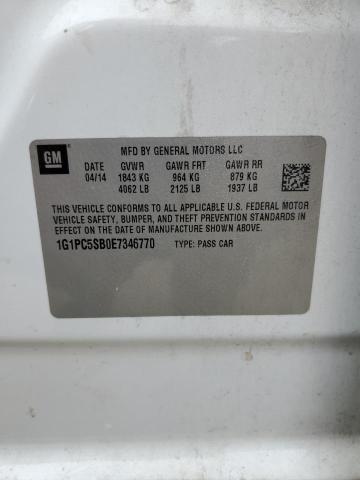 GM
MFD BY GENERAL MOTORS LLC
DATE GVWR GAWR FRT GAWR RR
04/14 1843 KG 964 KG 879 KG
4062 LB 2125 LB 1937 LB
THIS VEHICLE CONFORMS TO ALL APPLICABLE U.S. FEDERAL MOTOR
VEHICLE SAFETY, BUMPER, AND THEFT PREVENTION STANDARDS IN
EFFECT ON THE DATE OF MANUFACTURE SHOWN ABOVE.
1G1PC5SB0E7346770 TYPE: PASS CAR